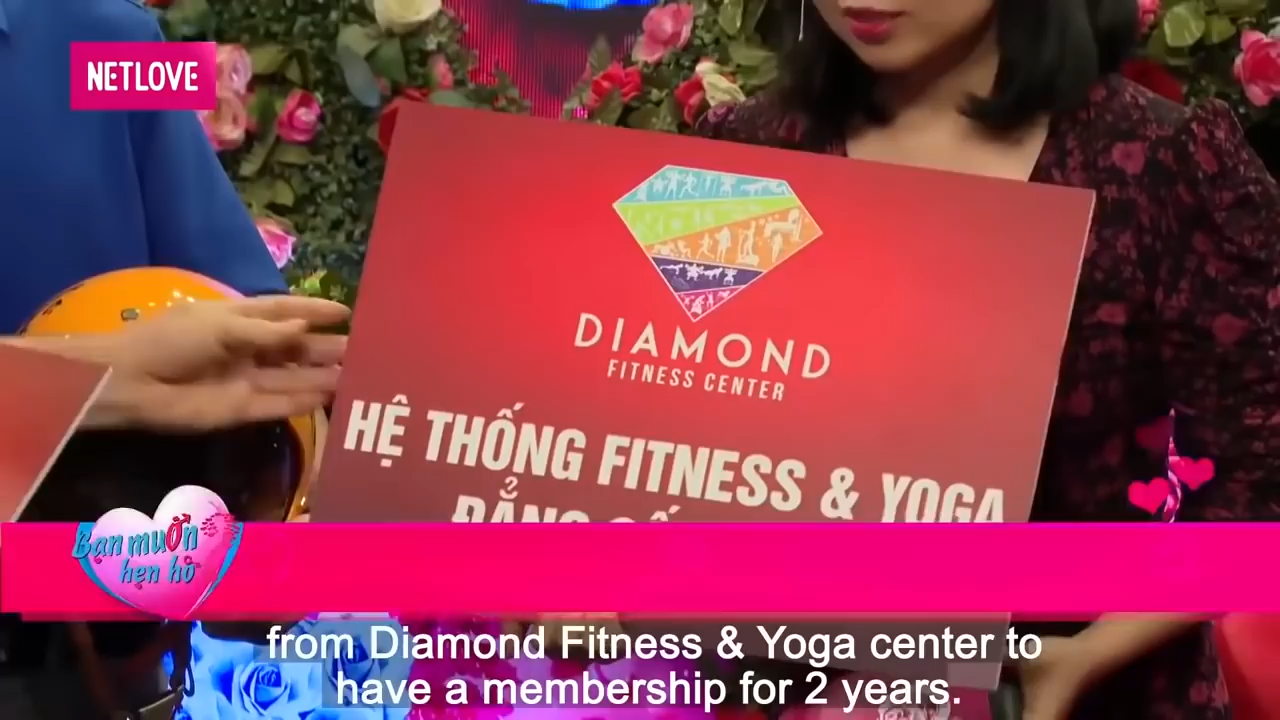 NETLOVE
DIAMOND
FITNESS CENTER
HỆ THỐNG FITNESS & YOGA
Bạn muốn
hẹn hò
from Diamond Fitness & Yoga center to
have a membership for 2 years.